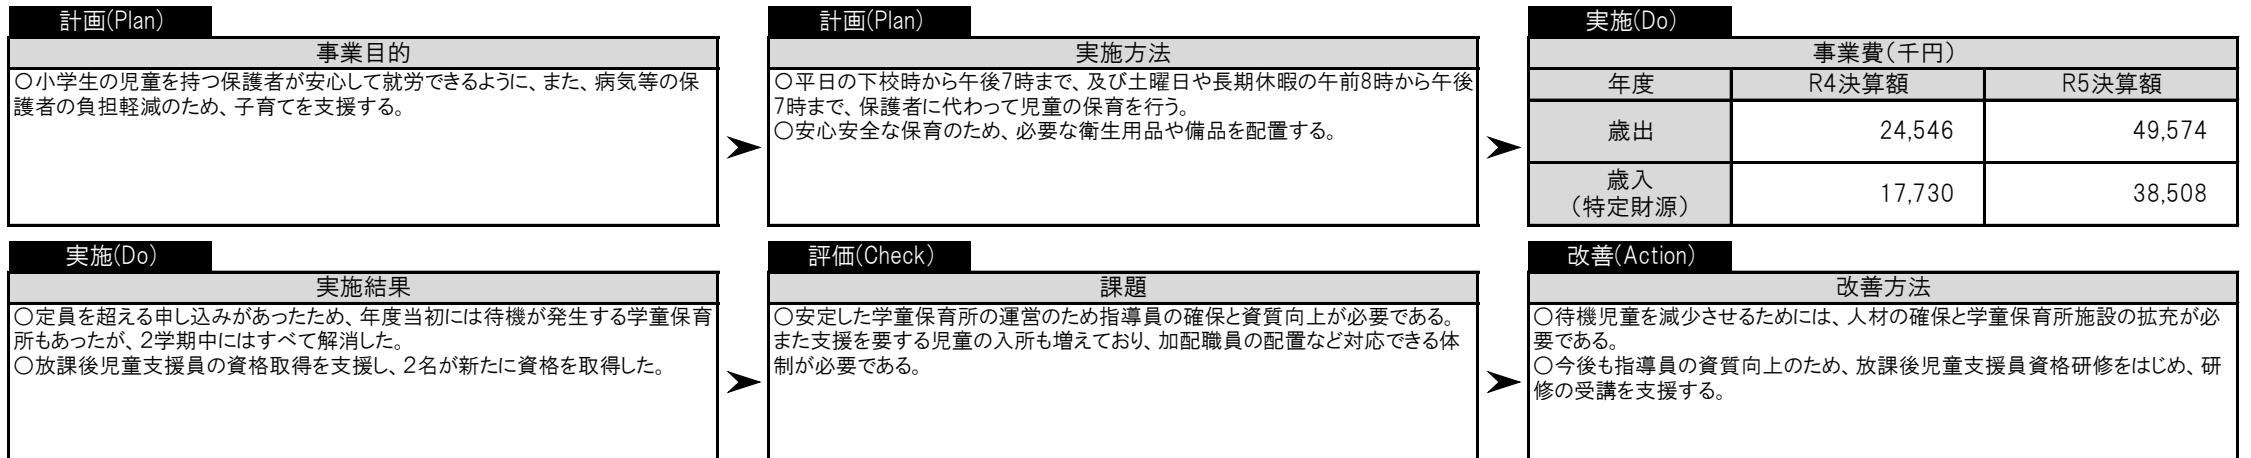 計画(Plan)
事業目的
○小学生の児童を持つ保護者が安心して就労できるように、また、病気等の保
護者の負担軽減のため、子育てを支援する。
計画(Plan)
実施方法
○平日の下校時から午後7時まで、及び土曜日や長期休暇の午前8時から午後
7時まで、保護者に代わって児童の保育を行う。
○安心安全な保育のため、必要な衛生用品や備品を配置する。
実施(Do)
事業費(千円)
年度 R4決算額 R5決算額
歳出 24,546 49,574
歳入
(特定財源) 17,730 38,508
実施(Do)
実施結果
○定員を超える申し込みがあったため、年度当初には待機が発生する学童保育
所もあったが、2学期中にはすべて解消した。
○放課後児童支援員の資格取得を支援し、2名が新たに資格を取得した。
評価(Check)
課題
○安定した学童保育所の運営のため指導員の確保と資質向上が必要である。
また支援を要する児童の入所も増えており、加配職員の配置など対応できる体
制が必要である。
改善(Action)
改善方法
○待機児童を減少させるためには、人材の確保と学童保育所施設の拡充が必
要である。
○今後も指導員の資質向上のため、放課後児童支援員資格研修をはじめ、研
修の受講を支援する。